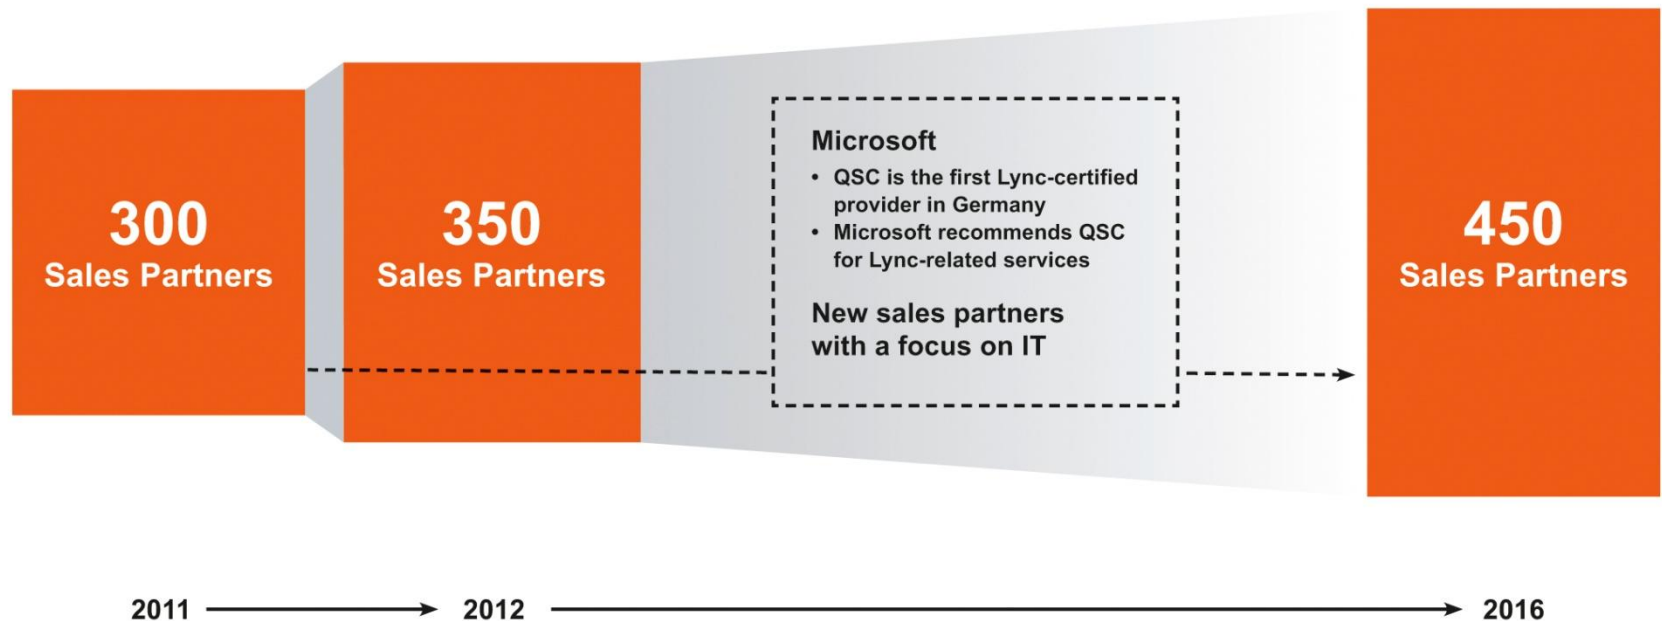 300
Sales Partners
350
Sales Partners
Microsoft
• QSC is the first Lync-certified
provider in Germany
• Microsoft recommends QSC
for Lync-related services
New sales partners
with a focus on IT
450
Sales Partners
2011
2012
2016